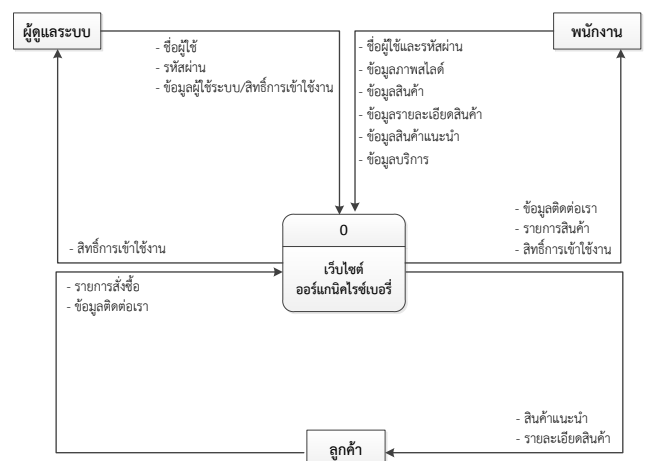 ผู้ดูแลระบบ
พนักงาน
- ชื่อผู้ใช้
- รหัสผ่าน
- ข้อมูลผู้ใช้ระบบ/สิทธิ์การเข้าใช้งาน
- ชื่อผู้ใช้และรหัสผ่าน
- ข้อมูลภาพสไลด์
- ข้อมูลสินค้า
- ข้อมูลรายละเอียดสินค้า
- ข้อมูลสินค้าแนะนำ
- ข้อมูลบริการ
0
เว็บไซต์
ออร์แกนิคไรซ์เบอรี่
- สิทธิ์การเข้าใช้งาน
- ข้อมูลติดต่อเรา
- รายการสินค้า
- สิทธิ์การเข้าใช้งาน
- รายการสั่งซื้อ
- ข้อมูลติดต่อเรา
- สินค้าแนะนำ
- รายละเอียดสินค้า
ลูกค้า